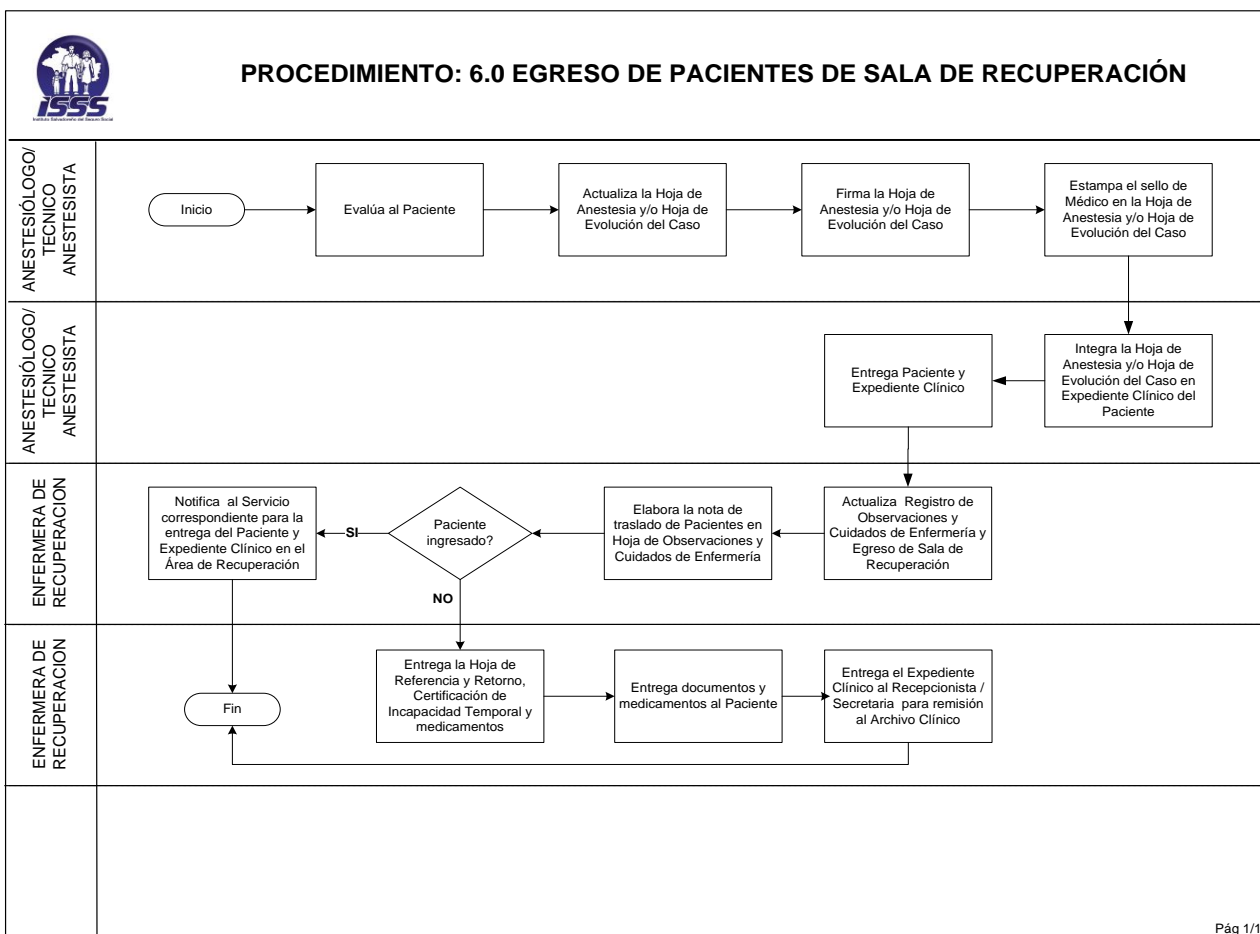 PROCEDIMIENTO: 6.0 EGRESO DE PACIENTES DE SALA DE RECUPERACIÓN
ISSS
Instituto Salvadoreño del Seguro Social
ANESTESIÓLOGO/
TECNICO
ANESTESISTA
Inicio
Evalúa al Paciente
Actualiza la Hoja de
Anestesia y/o Hoja de
Evolución del Caso
Firma la Hoja de
Anestesia y/o Hoja de
Evolución del Caso
Estampa el sello de
Médico en la Hoja de
Anestesia y/o Hoja de
Evolución del Caso
ANESTESIÓLOGO/
TECNICO
ANESTESISTA
Integra la Hoja de
Anestesia y/o Hoja de
Evolución del Caso en
Expediente Clínico del
Paciente
Entrega Paciente y
Expediente Clínico
ENFERMERA DE
RECUPERACION
Actualiza Registro de
Observaciones y
Cuidados de Enfermería y
Egreso de Sala de
Recuperación
Elabora la nota de
traslado de Pacientes en
Hoja de Observaciones y
Cuidados de Enfermería
Paciente
ingresado?
SI
Notifica al Servicio
correspondiente para la
entrega del Paciente y
Expediente Clínico en el
Área de Recuperación
NO
ENFERMERA DE
RECUPERACION
Entrega la Hoja de
Referencia y Retorno,
Certificación de
Incapacidad Temporal y
medicamentos
Entrega documentos y
medicamentos al Paciente
Entrega el Expediente
Clínico al Recepcionista /
Secretaria para remisión
al Archivo Clínico
Fin
Pág 1/1